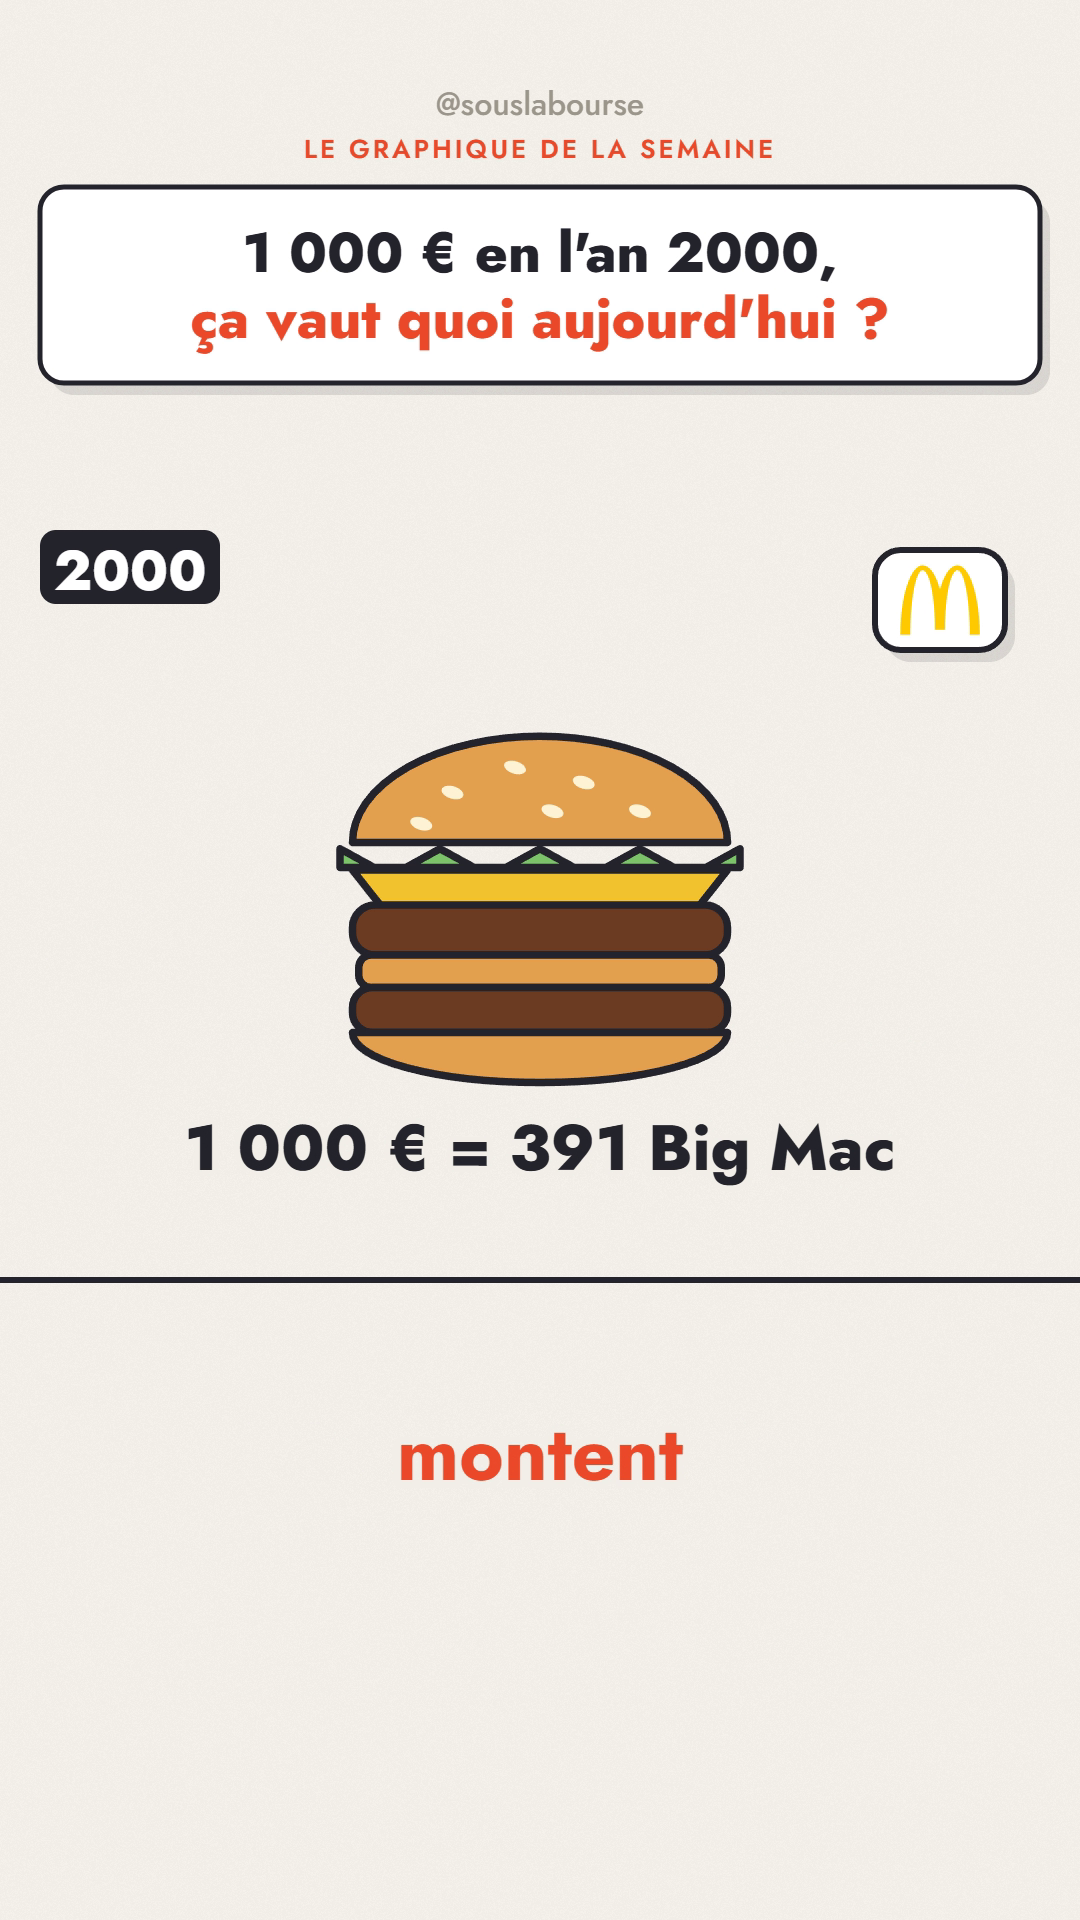 @souslabourse
LE GRAPHIQUE DE LA SEMAINE
1 000 € en l'an 2000,
ça vaut quoi aujourd'hui ?
2000
1 000 € = 391 Big Mac
montent